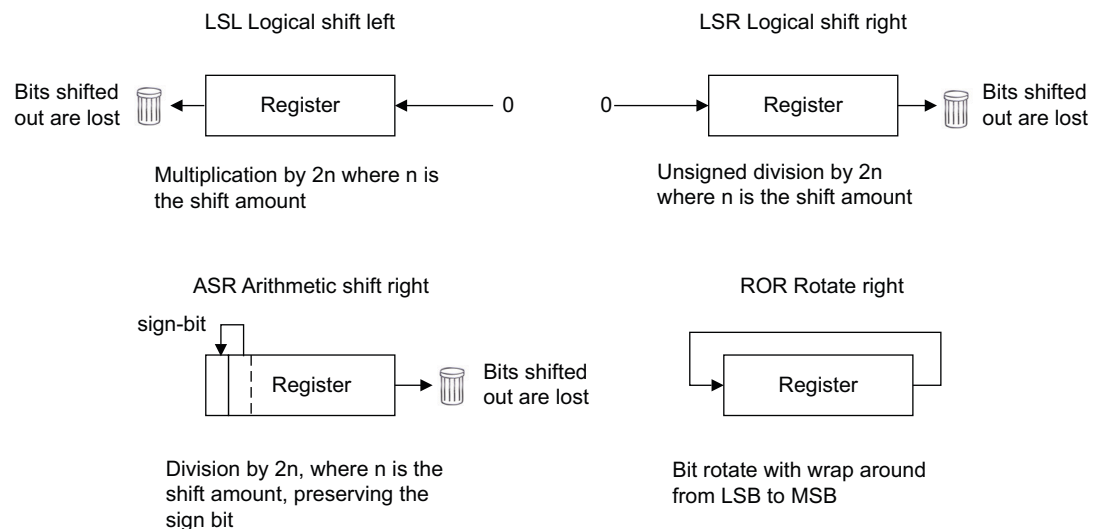 LSL Logical shift left
Bits shifted
out are lost
Register
0
Multiplication by 2n where n is
the shift amount
LSR Logical shift right
0
Register
Bits shifted
out are lost
Unsigned division by 2n
where n is the shift amount
ASR Arithmetic shift right
sign-bit
Register
Bits shifted
out are lost
Division by 2n, where n is the
shift amount, preserving the
sign bit
ROR Rotate right
Register
Bit rotate with wrap around
from LSB to MSB